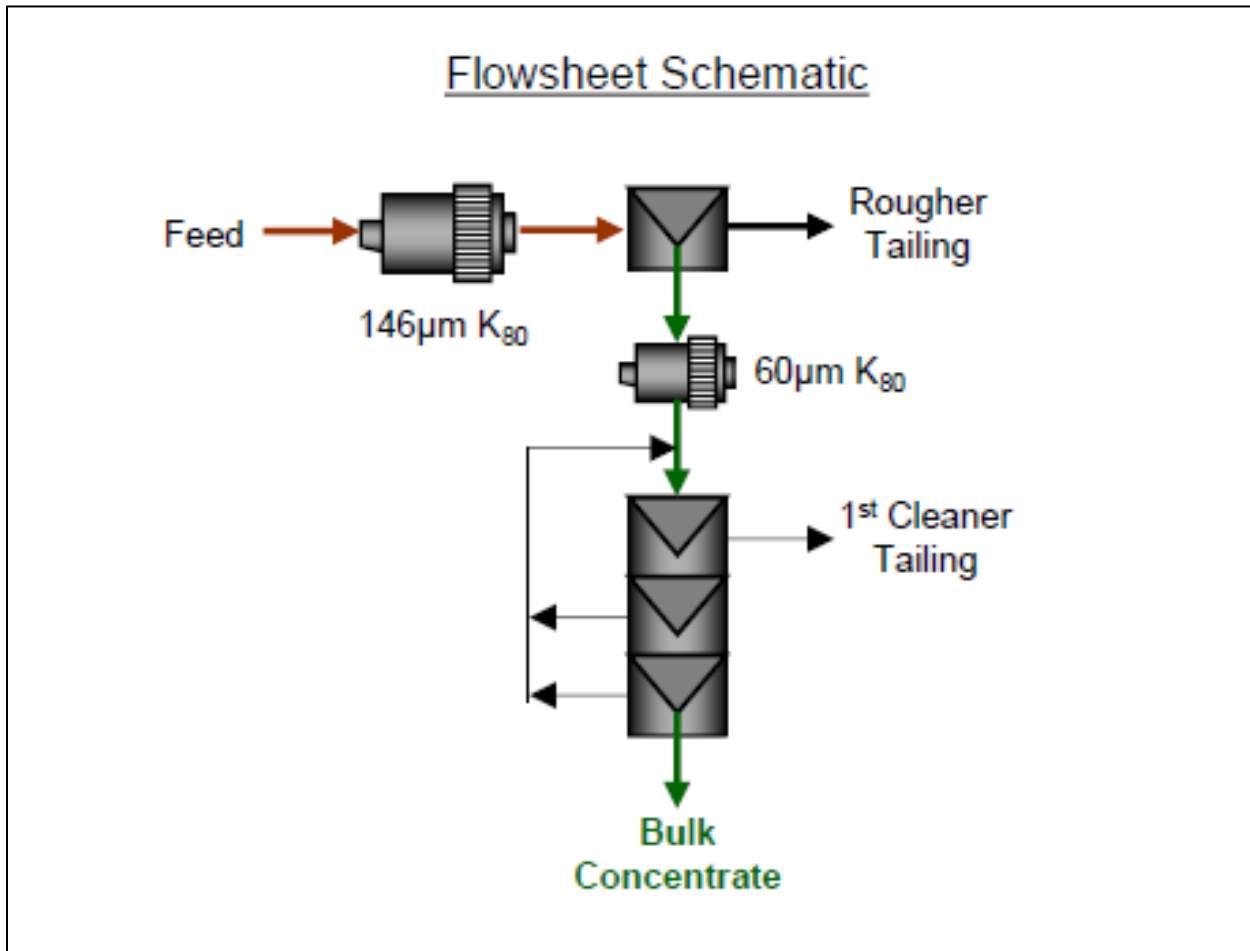 Flowsheet Schematic
Feed
Rougher
Tailing
146µm K₈₀
60µm K₈₀
1ˢᵗ Cleaner
Tailing
Bulk
Concentrate